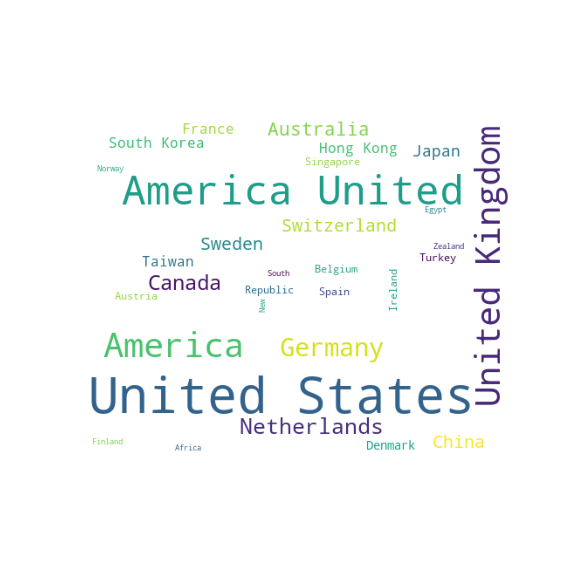 France
Australia
South Korea
Hong Kong
Japan
Singapore
Norway
America United
Egypt
Switzerland
United Kingdom
Sweden
Zealand
Turkey
Taiwan
Belgium
South
Canada
Republic
Spain
Ireland
Austria
New
America
Germany
United States
Netherlands
Finland
Africa
Denmark
China